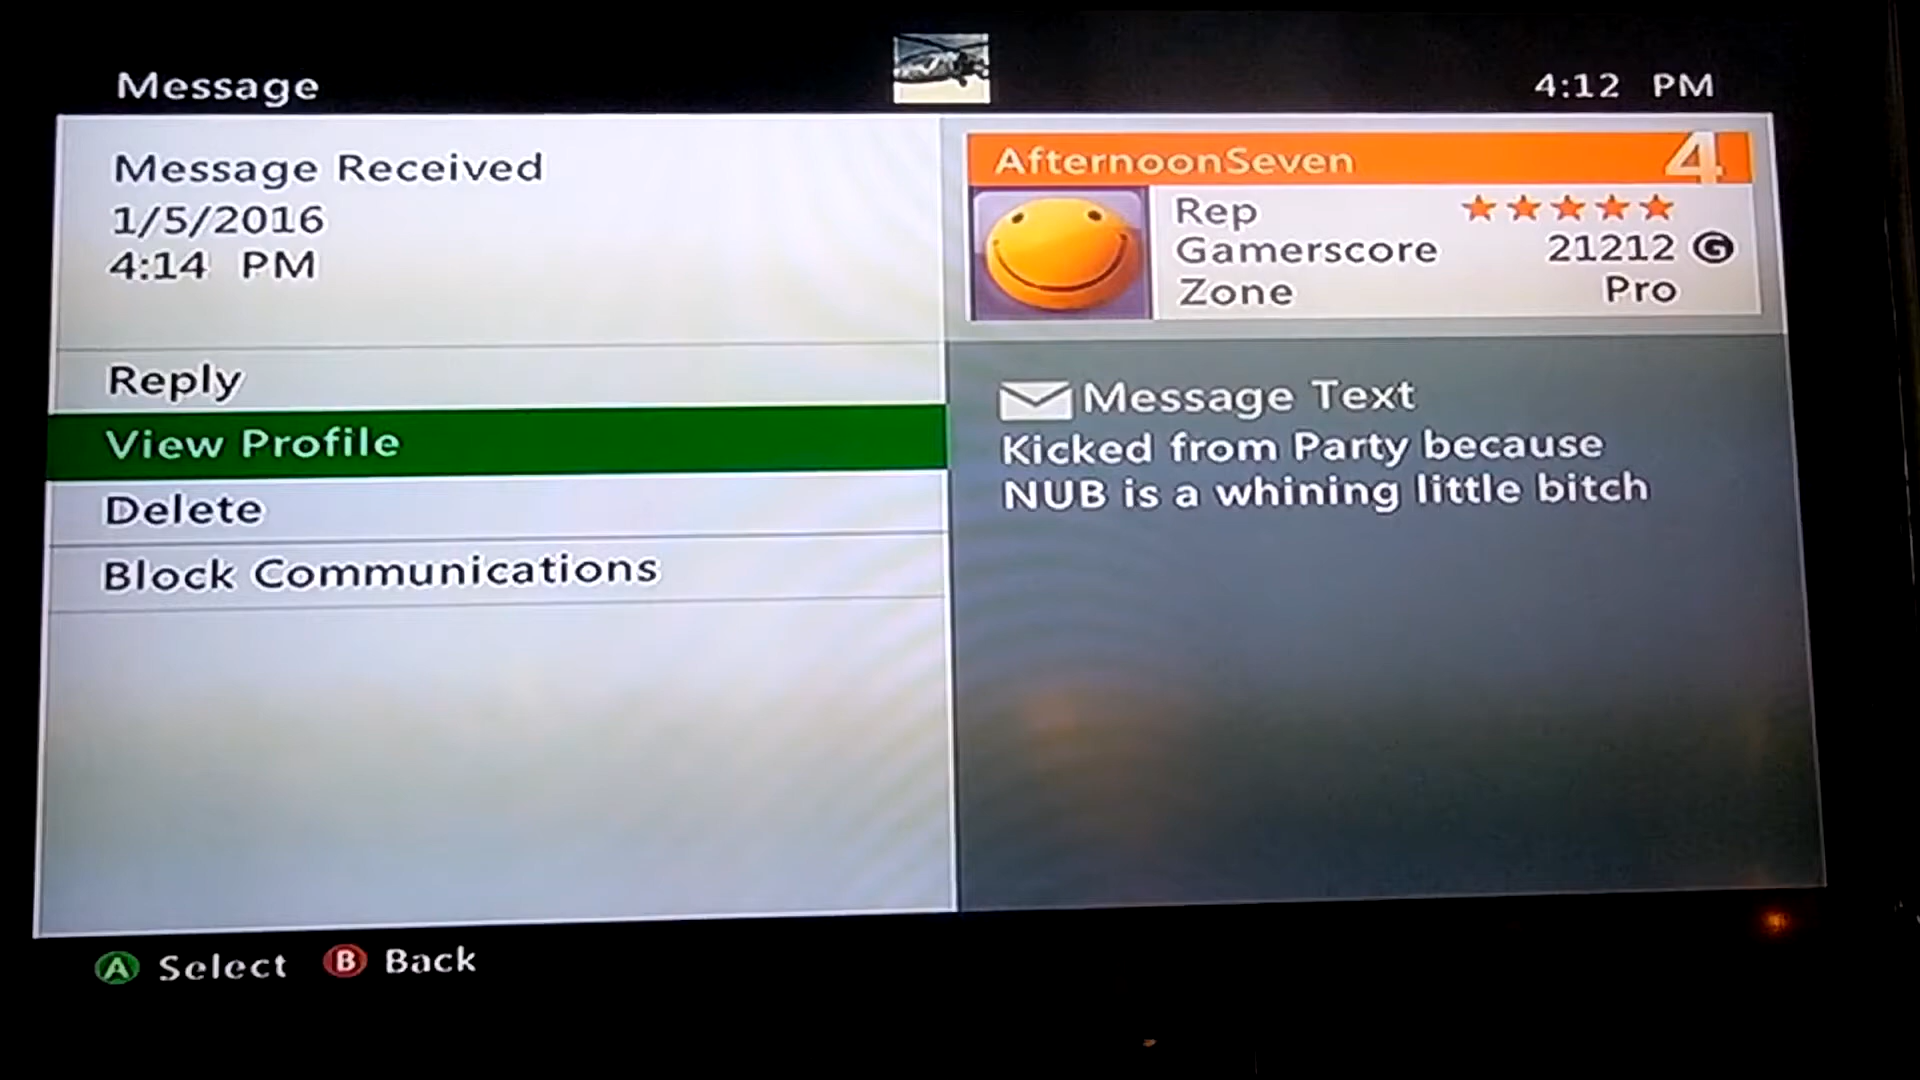 Message
4:12 PM
Message Received
1/5/2016
4:14 PM
Reply
View Profile
Delete
Block Communications
AfternoonSeven 4
Rep
Gamerscore 21212 G
Zone Pro
Message Text
Kicked from Party because
NUB is a whining little bitch
A Select B Back